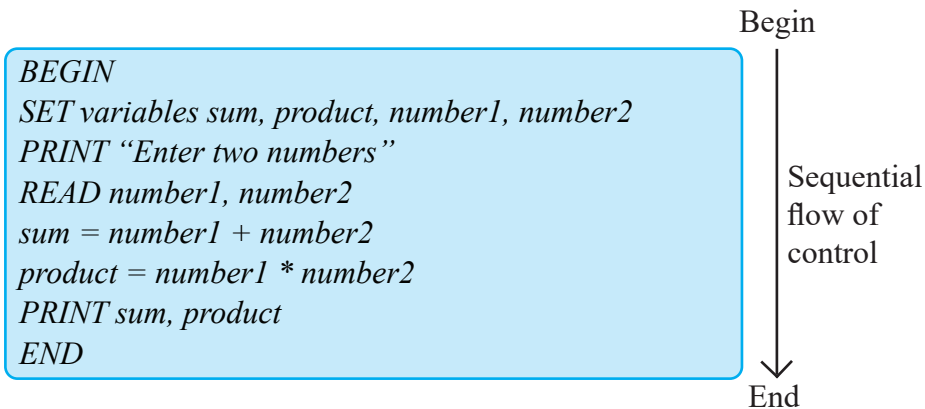 Begin
BEGIN
SET variables sum, product, number1, number2
PRINT “Enter two numbers”
READ number1, number2
sum = number1 + number2
product = number1 * number2
PRINT sum, product
END
Sequential
flow of
control
End